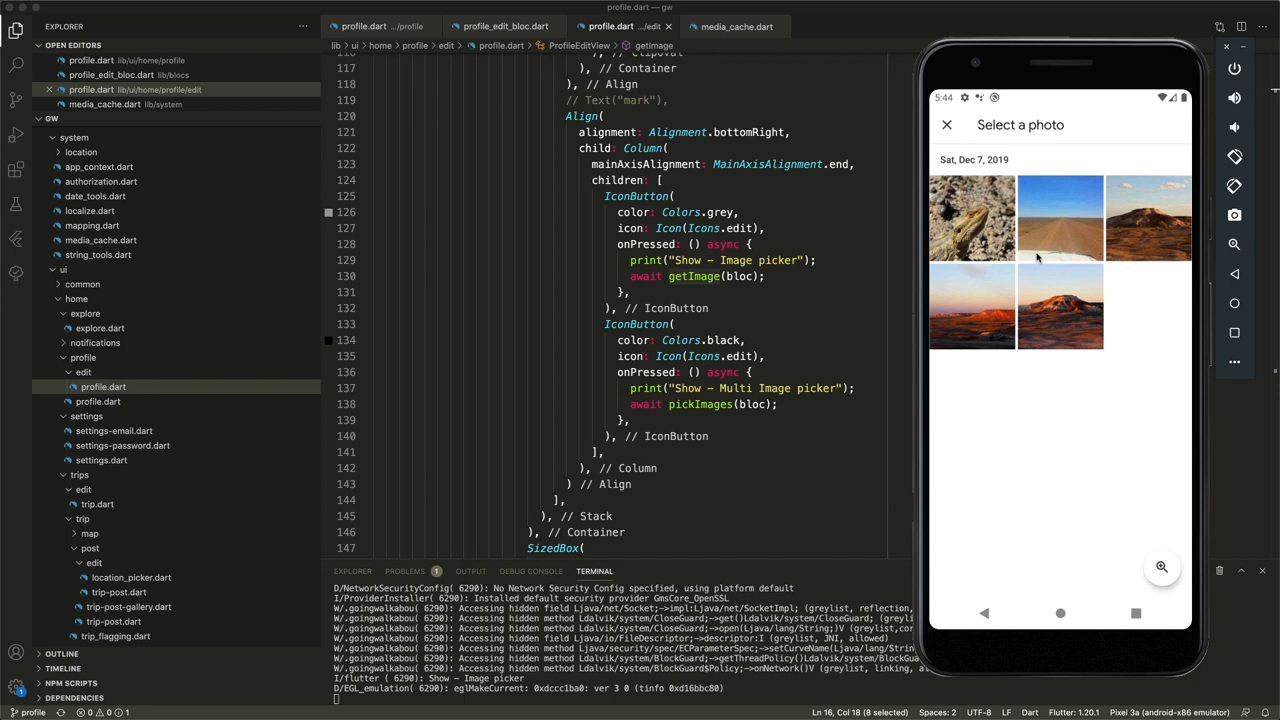 profile.dart — gw
EXPLORER
OPEN EDITORS
profile.dart lib/ui/home/profile
profile_edit_bloc.dart lib/blocs
profile.dart lib/ui/home/profile/edit
media_cache.dart lib/system
GW
system
location
app_context.dart
authorization.dart
date_tools.dart
localize.dart
mapping.dart
media_cache.dart
string_tools.dart
ui
common
home
explore
explore.dart
notifications
profile
edit
profile.dart
profile.dart
settings
settings-email.dart
settings-password.dart
settings.dart
trips
edit
trip.dart
trip
map
post
edit
location_picker.dart
trip-post.dart
trip-post-gallery.dart
trip-post.dart
trip_flagging.dart
OUTLINE
TIMELINE
NPM SCRIPTS
DEPENDENCIES
profile.dart .../profile
profile_edit_bloc.dart
profile.dart .../edit
media_cache.dart
lib > ui > home > profile > edit > profile.dart > ProfileEditView > getImage
116 ), // ClipOval
117 ), // Container
118 ), // Align
119 // Text("mark"),
120 Align(
121 alignment: Alignment.bottomRight,
122 child: Column(
123 mainAxisAlignment: MainAxisAlignment.end,
124 children: [
125 IconButton(
126 color: Colors.grey,
127 icon: Icon(Icons.edit),
128 onPressed: () async {
129 print("Show - Image picker");
130 await getImage(bloc);
131 },
132 ), // IconButton
133 IconButton(
134 color: Colors.black,
135 icon: Icon(Icons.edit),
136 onPressed: () async {
137 print("Show - Multi Image picker");
138 await pickImages(bloc);
139 },
140 ), // IconButton
141 ],
142 ), // Column
143 ) // Align
144 ],
145 ), // Stack
146 ), // Container
147 SizedBox(
EXPLORER PROBLEMS 1 OUTPUT DEBUG CONSOLE TERMINAL
D/NetworkSecurityConfig( 6290): No Network Security Config specified, using platform default
I/ProviderInstaller( 6290): Installed default security provider GmsCore_OpenSSL
W/.goingwalkabou( 6290): Accessing hidden field Ljava/net/Socket;->impl:Ljava/net/SocketImpl; (greylist, reflection,
W/.goingwalkabou( 6290): Accessing hidden method Ldalvik/system/CloseGuard;->get()Ldalvik/system/CloseGuard; (greyli
W/.goingwalkabou( 6290): Accessing hidden method Ldalvik/system/CloseGuard;->open(Ljava/lang/String;)V (greylist,cor
W/.goingwalkabou( 6290): Accessing hidden field Ljava/io/FileDescriptor;->descriptor:I (greylist, JNI, allowed)
W/.goingwalkabou( 6290): Accessing hidden method Ljava/security/spec/ECParameterSpec;->setCurveName(Ljava/lang/Strin
W/.goingwalkabou( 6290): Accessing hidden method Ldalvik/system/BlockGuard;->getThreadPolicy()Ldalvik/system/BlockGua
W/.goingwalkabou( 6290): Accessing hidden method Ldalvik/system/BlockGuard$Policy;->onNetwork()V (greylist, linking, a
I/flutter ( 6290): Show - Image picker
D/EGL_emulation( 6290): eglMakeCurrent: 0xdccc1ba0: ver 3 0 (tinfo 0xd16bbc80)
5:44
Select a photo
Sat, Dec 7, 2019
1
profile
0 0 1
Ln 16, Col 18 (8 selected) Spaces: 2 UTF-8 LF Dart Flutter: 1.20.1 Pixel 3a (android-x86 emulator)